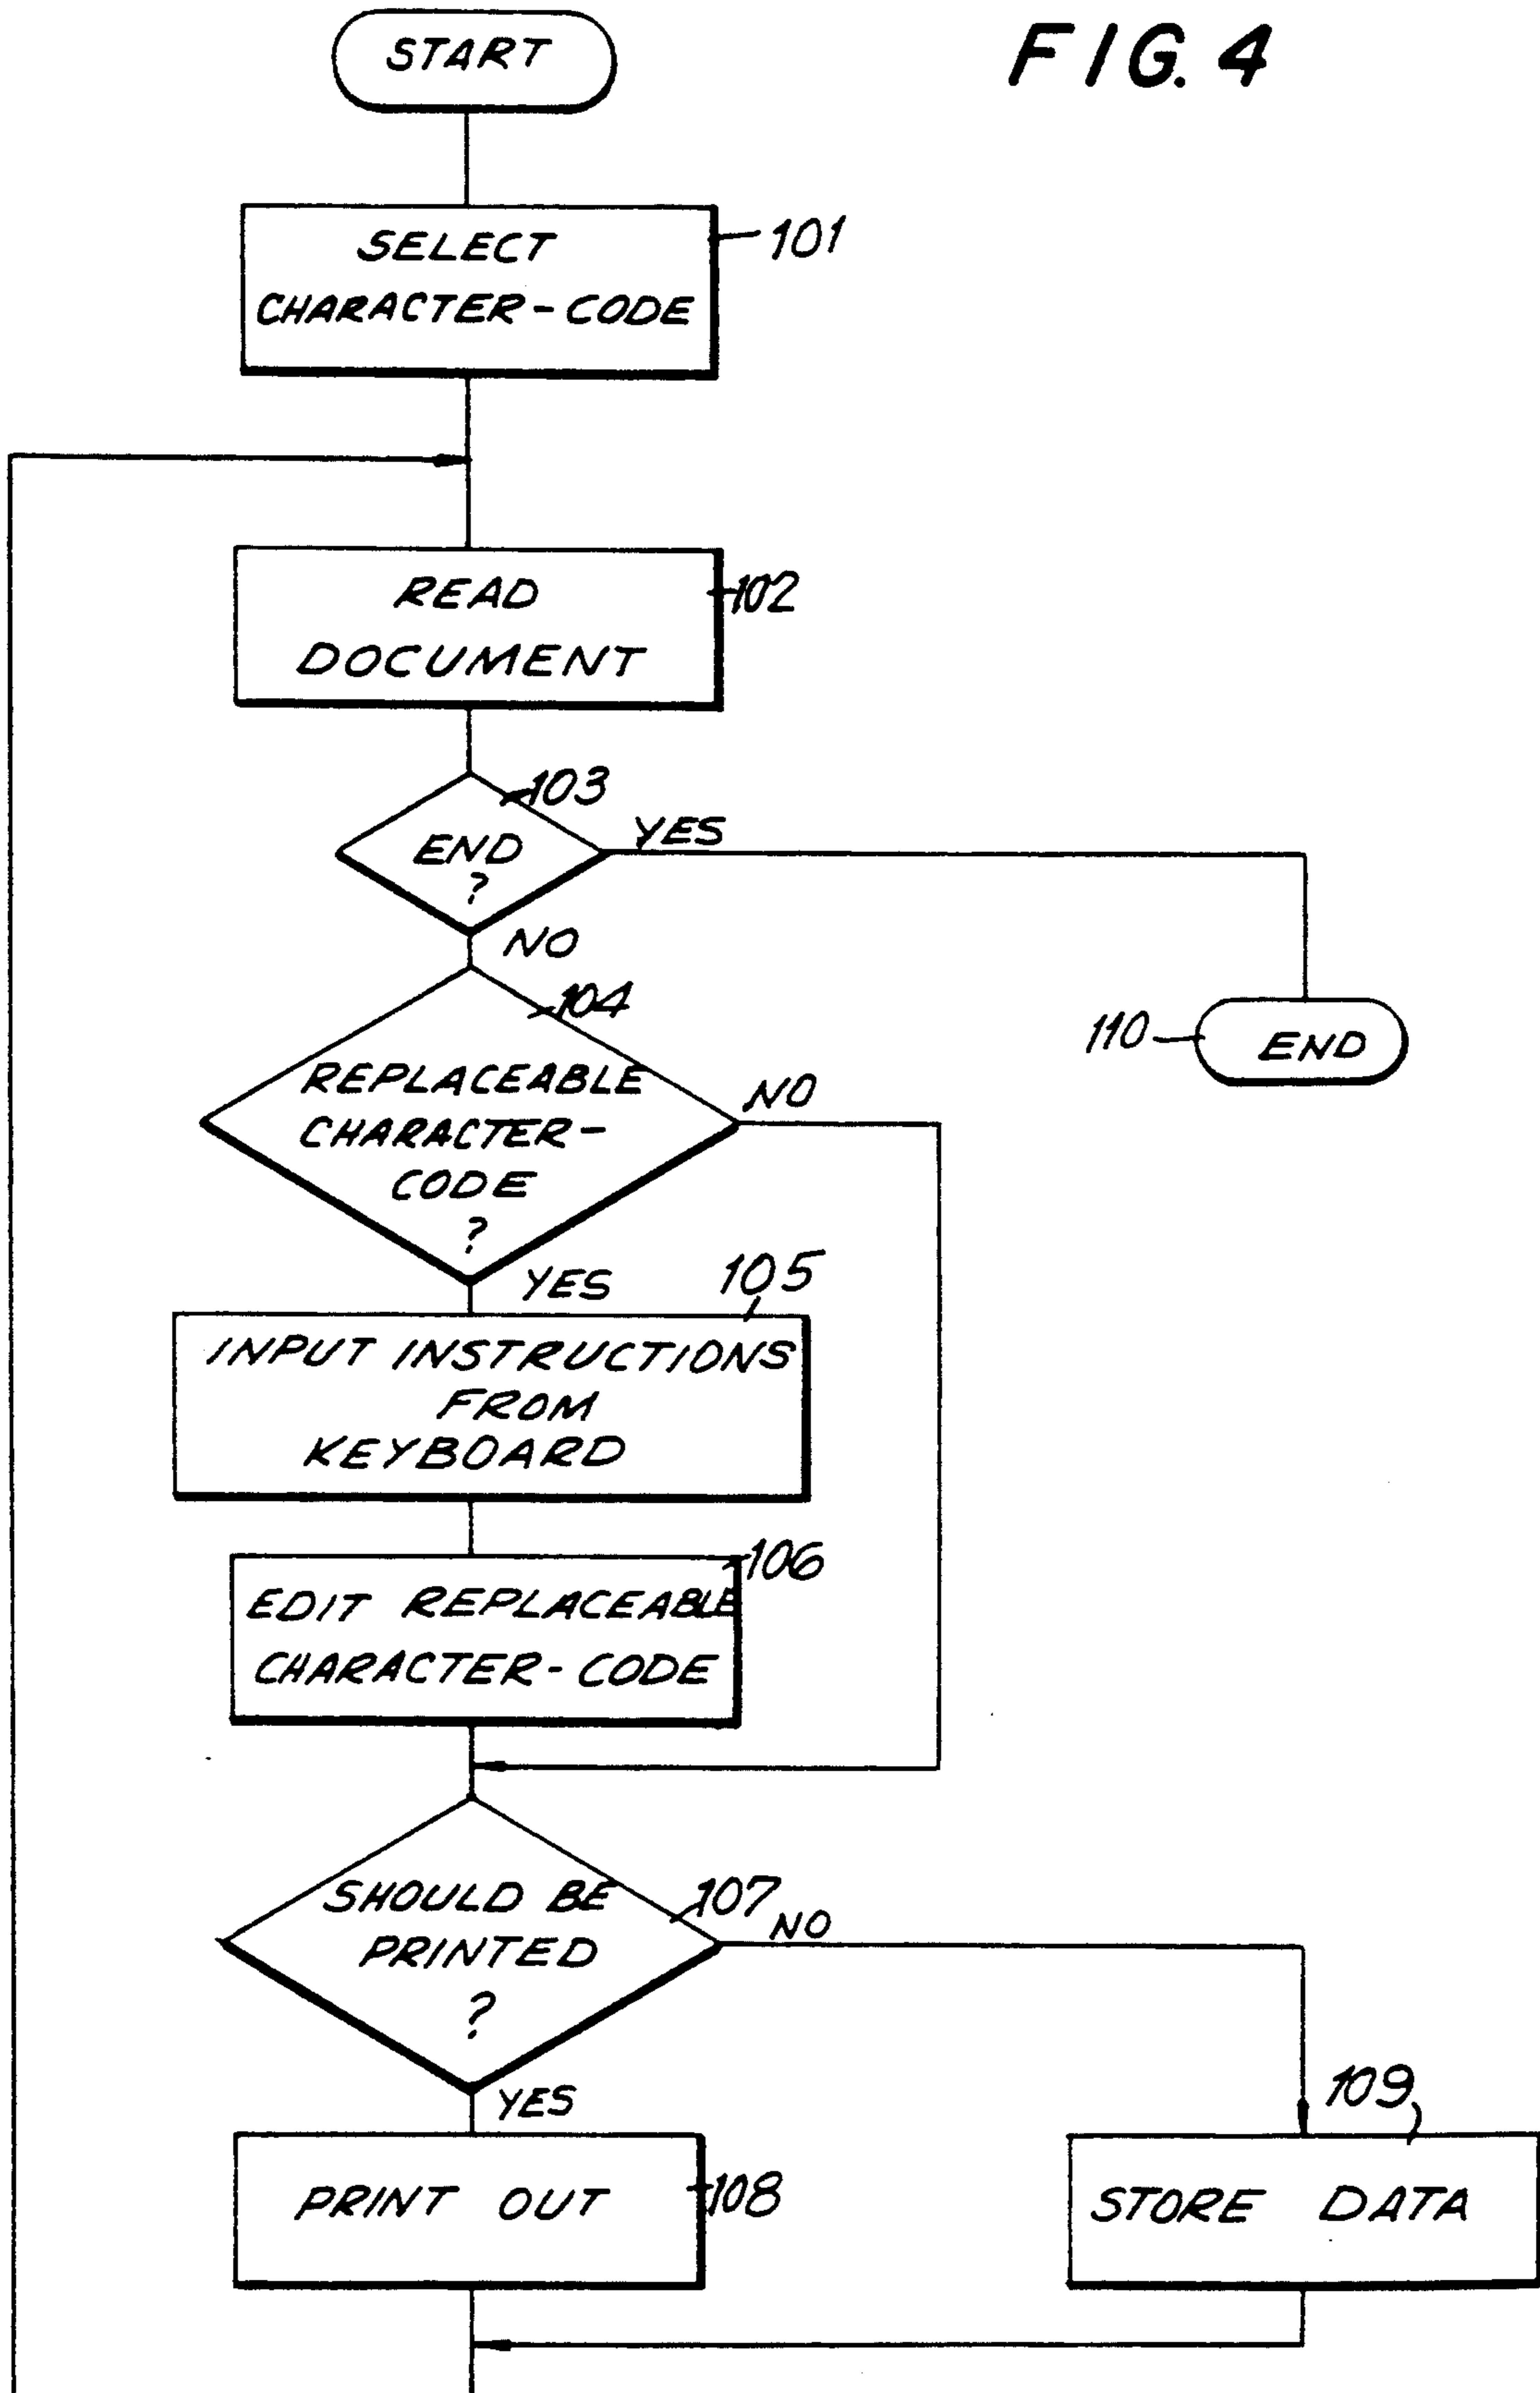 FIG. 4
START
SELECT
CHARACTER-CODE
101
READ
DOCUMENT
102
103
END
?
YES
NO
104
REPLACEABLE
CHARACTER-
CODE
?
NO
110
END
YES
105
INPUT INSTRUCTIONS
FROM
KEYBOARD
106
EDIT REPLACEABLE
CHARACTER-CODE
SHOULD BE
PRINTED
?
107
NO
YES
PRINT OUT
108
109
STORE DATA